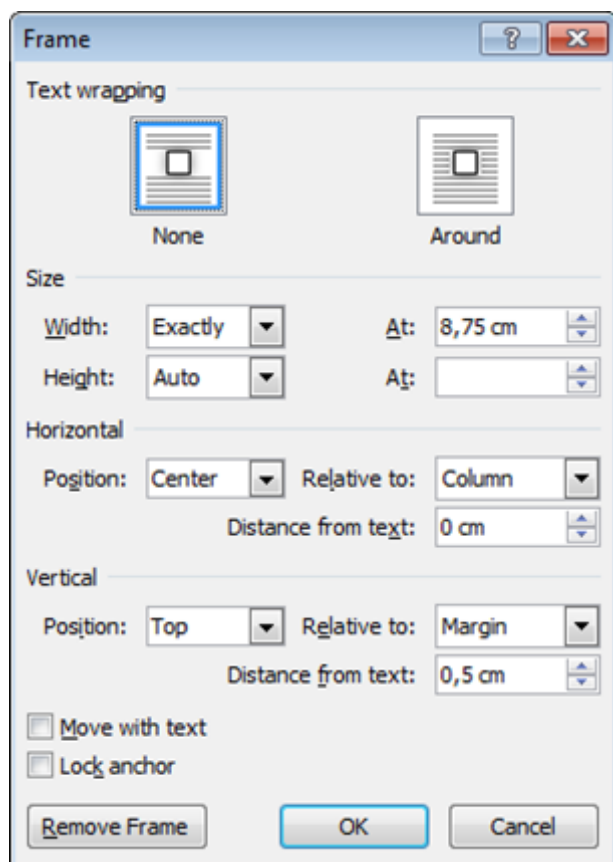 Frame
Text wrapping
None Around
Size
Width: Exactly At: 8,75 cm
Height: Auto At:
Horizontal
Position: Center Relative to: Column
Distance from text: 0 cm
Vertical
Position: Top Relative to: Margin
Distance from text: 0,5 cm
Move with text
Lock anchor
Remove Frame OK Cancel